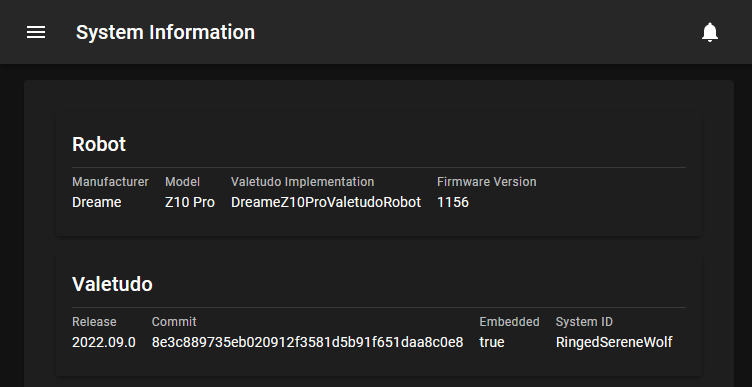 System Information
Robot
Manufacturer Model Valetudo Implementation Firmware Version
Dreame Z10 Pro DreameZ10ProValetudoRobot 1156
Valetudo
Release Commit Embedded System ID
2022.09.0 8e3c889735eb020912f3581d5b91f651daa8c0e8 true RingedSereneWolf